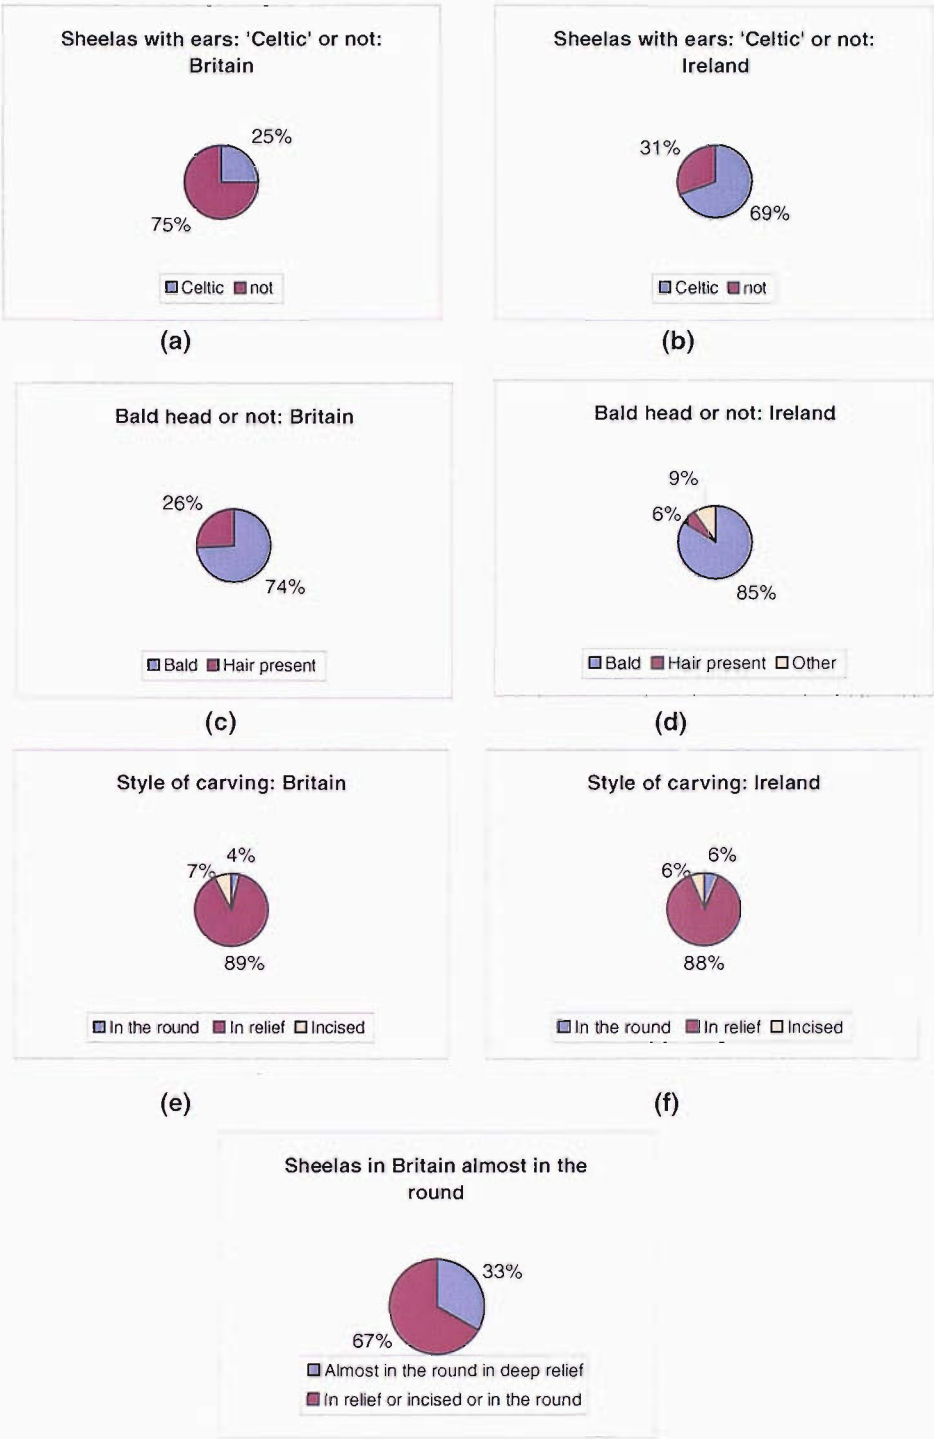 Sheelas with ears: 'Celtic' or not:
Britain
25%
75%
Celtic not
(a)
Sheelas with ears: 'Celtic' or not:
Ireland
31%
69%
Celtic not
(b)
Bald head or not: Britain
26%
74%
Bald Hair present
(c)
Bald head or not: Ireland
9%
6%
85%
Bald Hair present Other
(d)
Style of carving: Britain
4%
7%
89%
In the round In relief Incised
(e)
Style of carving: Ireland
6%
6%
88%
In the round In relief Incised
(f)
Sheelas in Britain almost in the
round
33%
67%
Almost in the round in deep relief
In relief or incised or in the round